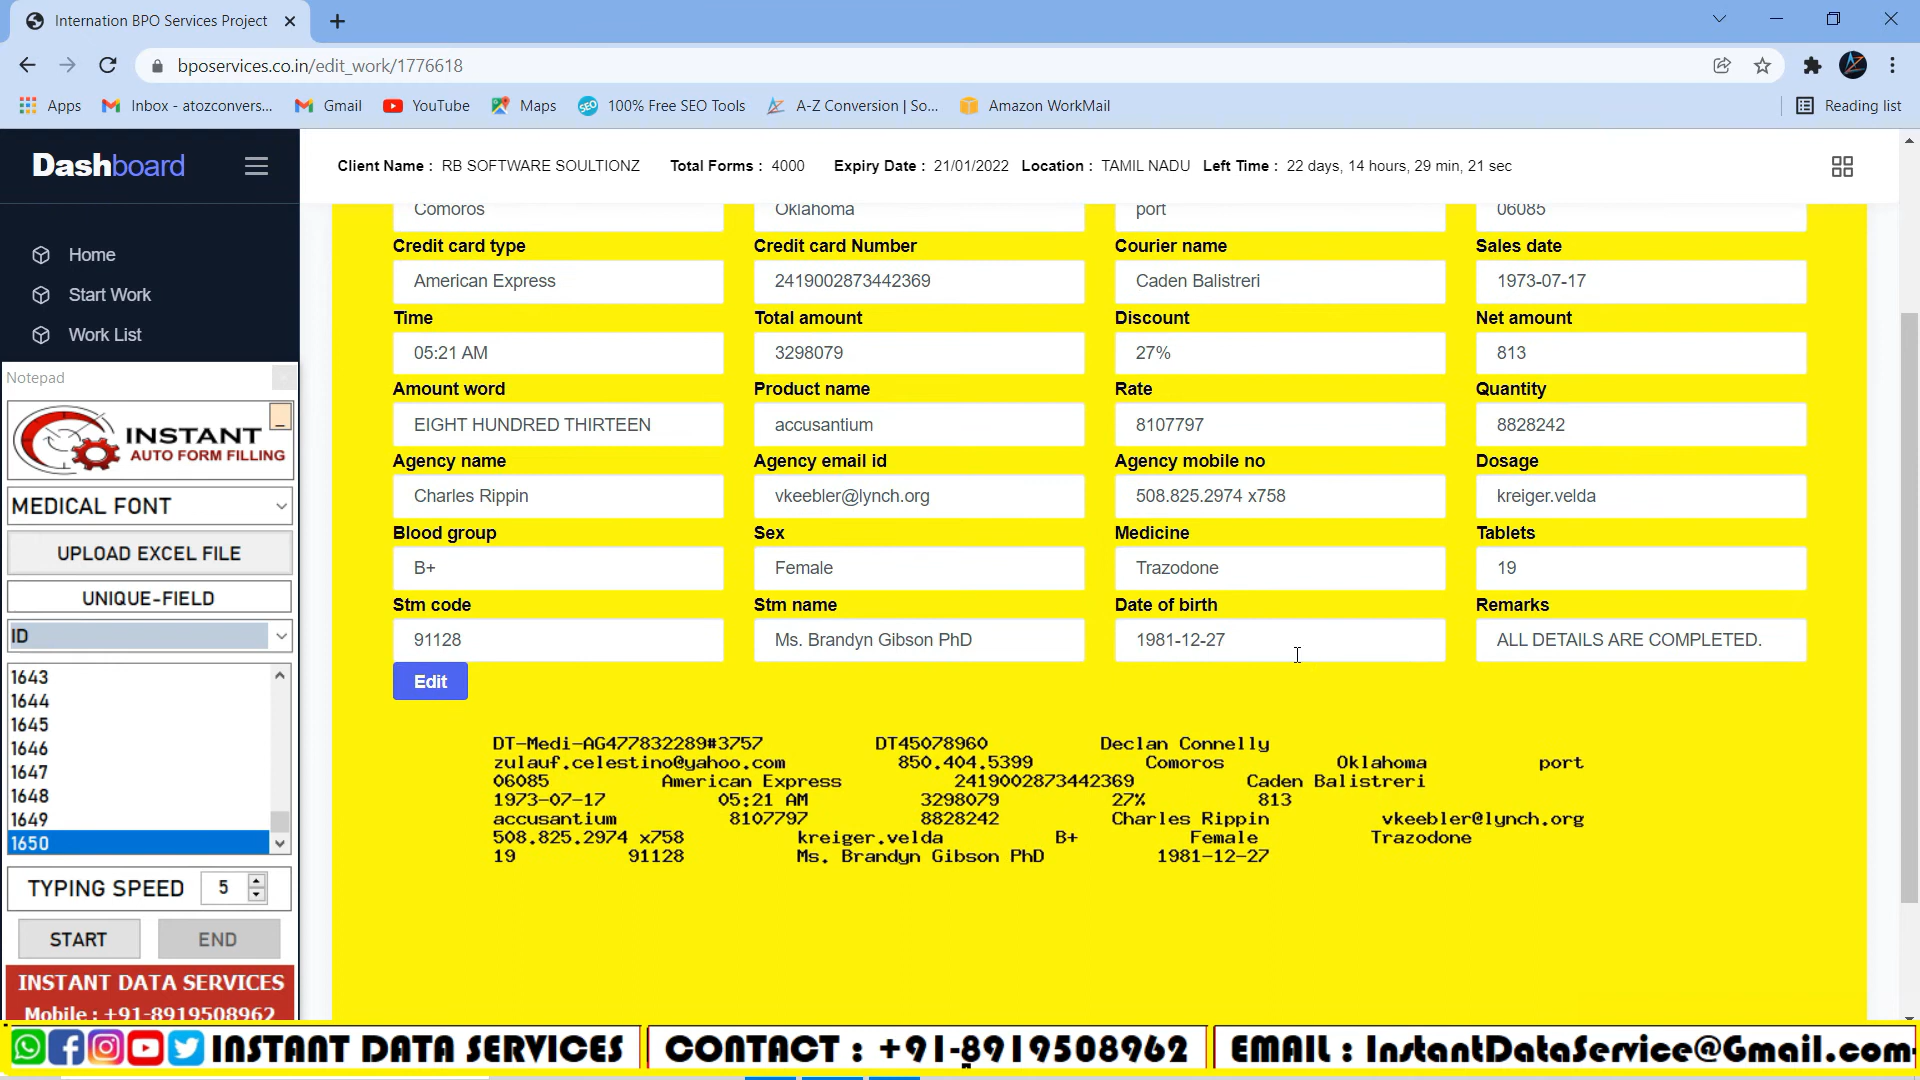 Internation BPO Services Project
bposervices.co.in/edit_work/1776618
Apps Inbox - atozconvers... Gmail YouTube Maps 100% Free SEO Tools A-Z Conversion | So... Amazon WorkMail Reading list
Dashboard
Client Name : RB SOFTWARE SOULTIONZ Total Forms : 4000 Expiry Date : 21/01/2022 Location : TAMIL NADU Left Time : 22 days, 14 hours, 29 min, 21 sec
Home
Start Work
Work List
Notepad
INSTANT
AUTO FORM FILLING
MEDICAL FONT
UPLOAD EXCEL FILE
UNIQUE-FIELD
ID
1643
1644
1645
1646
1647
1648
1649
1650
TYPING SPEED 5
START END
INSTANT DATA SERVICES
Mobile : +91-8919508962
Comoros Oklahoma port 06085
Credit card type Credit card Number Courier name Sales date
American Express 2419002873442369 Caden Balistreri 1973-07-17
Time Total amount Discount Net amount
05:21 AM 3298079 27% 813
Amount word Product name Rate Quantity
EIGHT HUNDRED THIRTEEN accusantium 8107797 8828242
Agency name Agency email id Agency mobile no Dosage
Charles Rippin vkeebler@lynch.org 508.825.2974 x758 kreiger.velda
Blood group Sex Medicine Tablets
B+ Female Trazodone 19
Stm code Stm name Date of birth Remarks
91128 Ms. Brandyn Gibson PhD 1981-12-27 ALL DETAILS ARE COMPLETED.
Edit
DT-Medi-AG477832289#3757 DT45078960 Declan Connelly
zulauf.celestino@yahoo.com 850.404.5399 Comoros Oklahoma port
06085 American Express 2419002873442369 Caden Balistreri
1973-07-17 05:21 AM 3298079 27% 813
accusantium 8107797 8828242 Charles Rippin vkeebler@lynch.org
508.825.2974 x758 kreiger.velda B+ Female Trazodone
19 91128 Ms. Brandyn Gibson PhD 1981-12-27
INSTANT DATA SERVICES CONTACT : +91-8919508962 EMAIL : InstantDataService@Gmail.com